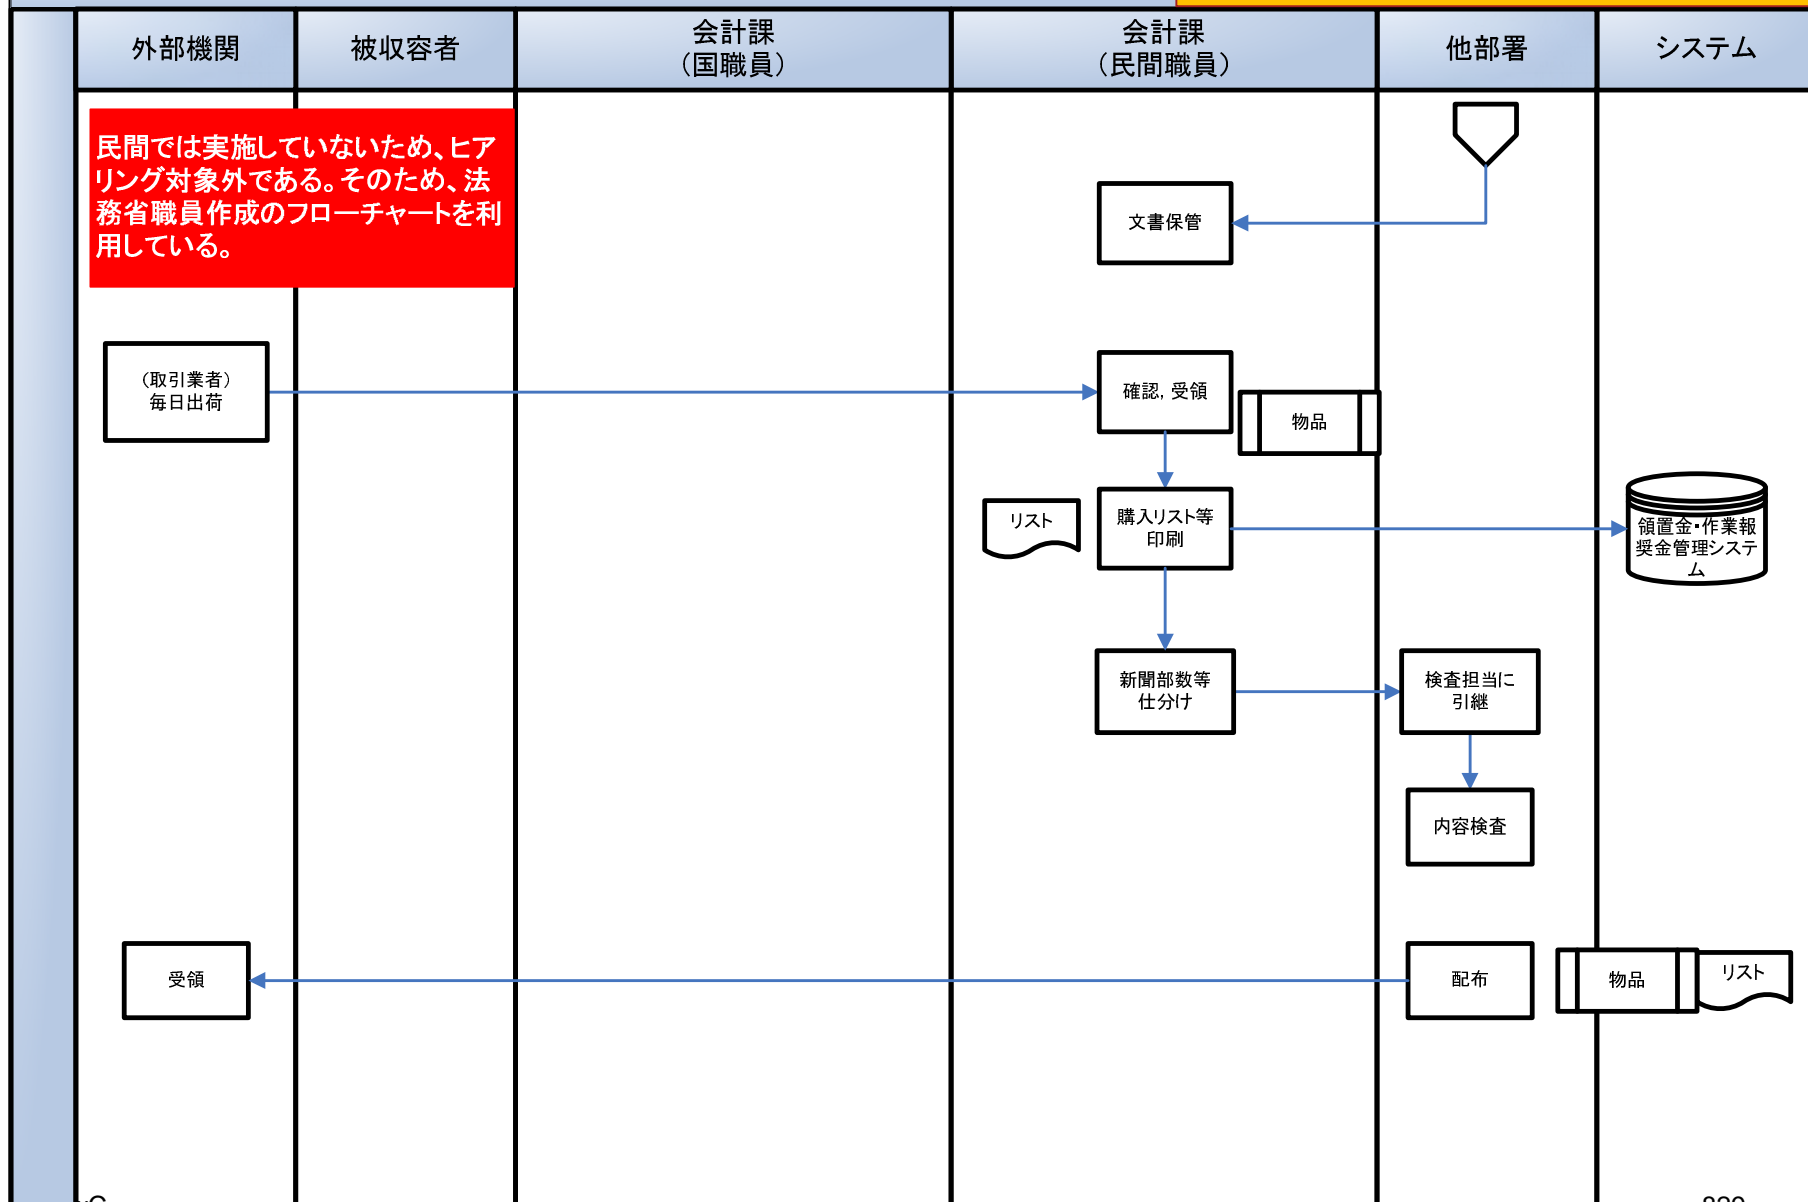 外部機関
被収容者
会計課
（国職員）
会計課
（民間職員）
他部署
システム
民間では実施していないため、ヒア
リング対象外である。そのため、法
務省職員作成のフローチャートを利
用している。
文書保管
（取引業者）
毎日出荷
確認，受領
物品
リスト
購入リスト等
印刷
領置金・作業報
奨金管理システ
ム
新聞部数等
仕分け
検査担当に
引継
内容検査
受領
配布
物品
リスト